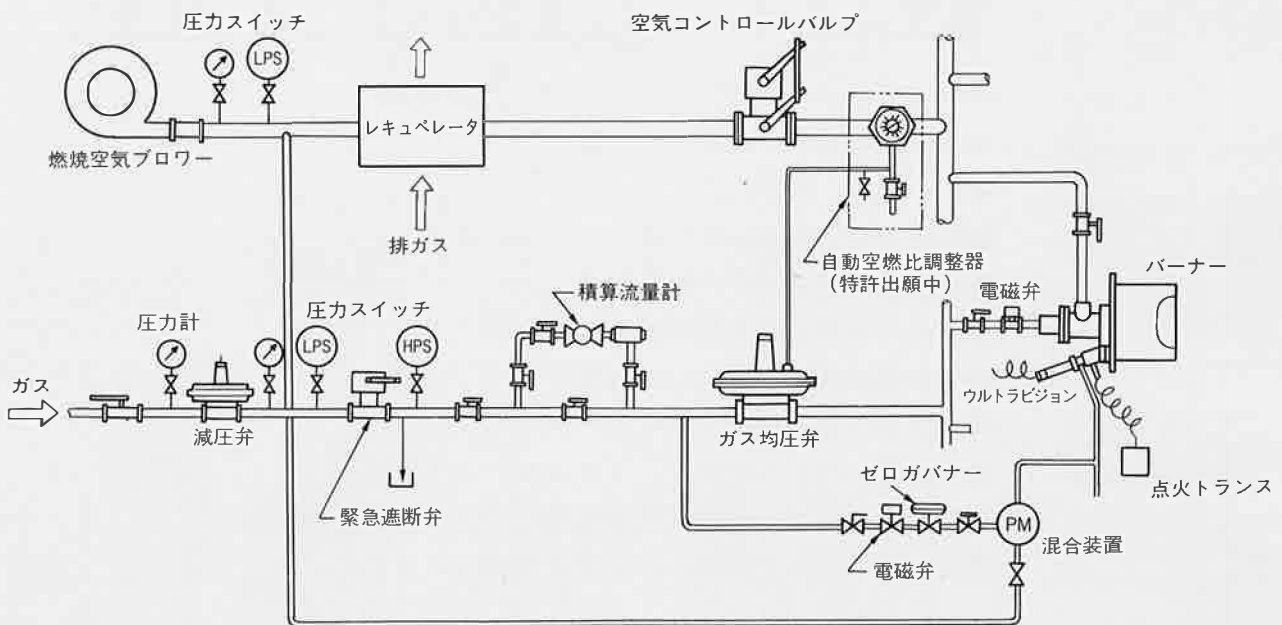 圧力スイッチ
空気コントロールバルブ
LPS
レキュペレータ
燃焼空気ブロワー
排ガス
自動空燃比調整器
(特許出願中)
バーナー
電磁弁
圧力スイッチ
積算流量計
圧力計
LPS
HPS
ガス
ウルトラビジョン
減圧弁
ガス均圧弁
ゼロガバナー
点火トランス
緊急遮断弁
PM
混合装置
電磁弁